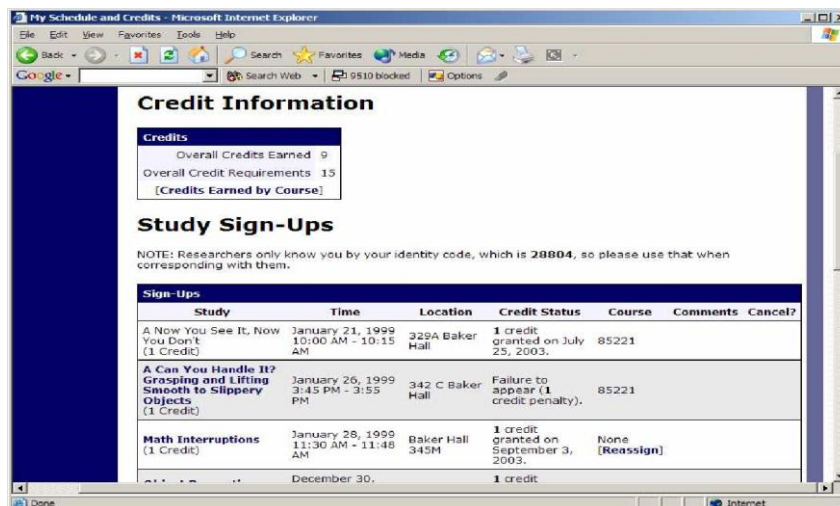 My Schedule and Credits - Microsoft Internet Explorer
File Edit View Favorites Tools Help
Back Search Favorites Media
Google Search Web 9510 blocked Options
Credit Information
Credits
Overall Credits Earned 9
Overall Credit Requirements 15
[Credits Earned by Course]
Study Sign-Ups
NOTE: Researchers only know you by your identity code, which is 28804, so please use that when
corresponding with them.
Sign-Ups
Study Time Location Credit Status Course Comments Cancel?
A Now You See It, Now
You Don't
(1 Credit)
January 21, 1999
10:00 AM - 10:15
AM
329A Baker
Hall
1 credit
granted on July
25, 2003.
85221
A Can You Handle It?
Grasping and Lifting
Smooth to Slippery
Objects
(1 Credit)
January 26, 1999
3:45 PM - 3:55
PM
342 C Baker
Hall
Failure to
appear (1
credit penalty).
85221
Math Interruptions
(1 Credit)
January 28, 1999
11:30 AM - 11:48
AM
Baker Hall
345M
1 credit
granted on
September 3,
2003.
None
[Reassign]
December 30,
1 credit
Done
Internet